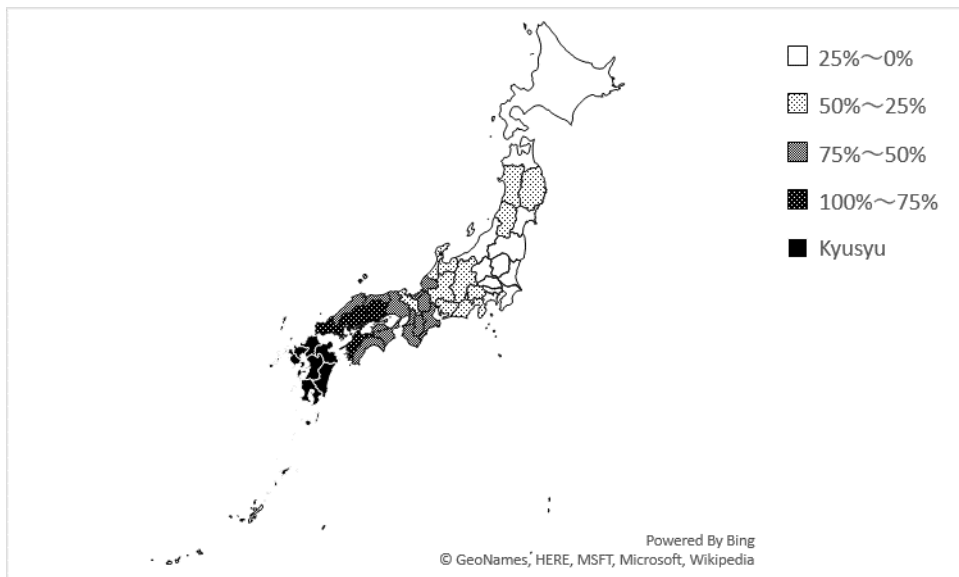 25%～0%
50%～25%
75%～50%
100%～75%
Kyusyu
Powered By Bing
© GeoNames, HERE, MSFT, Microsoft, Wikipedia